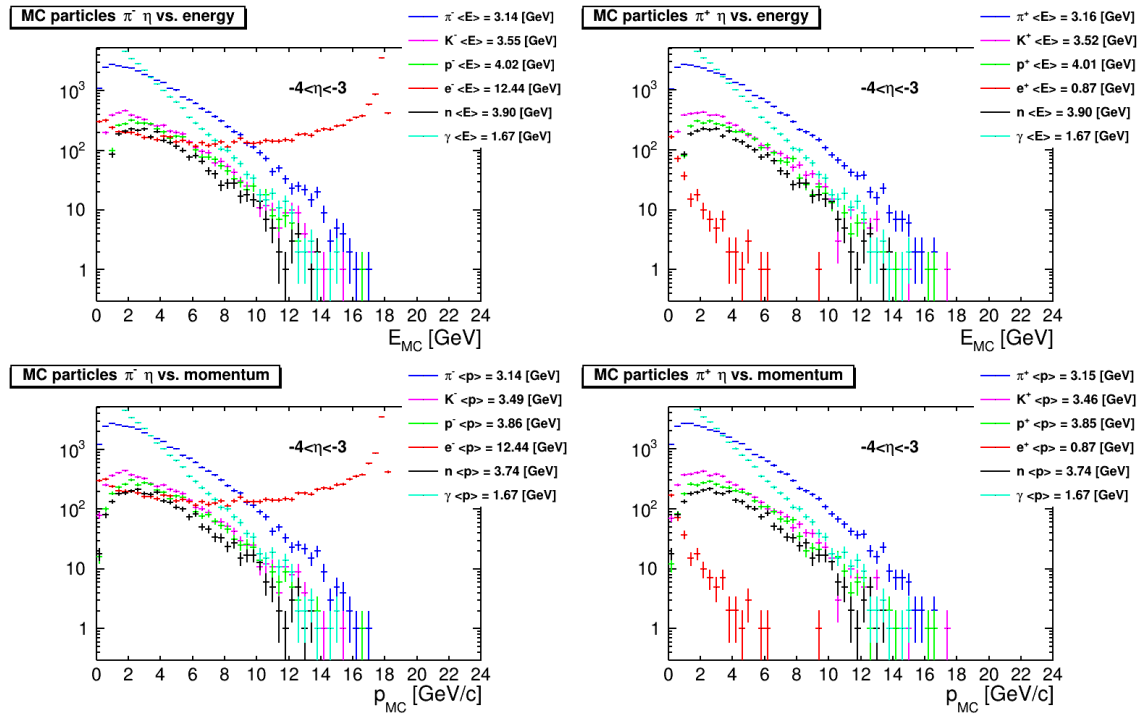 MC particles π⁻ η vs. energy
π⁻ <E> = 3.14 [GeV]
K⁻ <E> = 3.55 [GeV]
p⁻ <E> = 4.02 [GeV]
e⁻ <E> = 12.44 [GeV]
n <E> = 3.90 [GeV]
γ <E> = 1.67 [GeV]
-4<η<-3
10³
10²
10
1
0 2 4 6 8 10 12 14 16 18 20 22 24
E_MC [GeV]
MC particles π⁺ η vs. energy
π⁺ <E> = 3.16 [GeV]
K⁺ <E> = 3.52 [GeV]
p⁺ <E> = 4.01 [GeV]
e⁺ <E> = 0.87 [GeV]
n <E> = 3.90 [GeV]
γ <E> = 1.67 [GeV]
-4<η<-3
10³
10²
10
1
0 2 4 6 8 10 12 14 16 18 20 22 24
E_MC [GeV]
MC particles π⁻ η vs. momentum
π⁻ <p> = 3.14 [GeV]
K⁻ <p> = 3.49 [GeV]
p⁻ <p> = 3.86 [GeV]
e⁻ <p> = 12.44 [GeV]
n <p> = 3.74 [GeV]
γ <p> = 1.67 [GeV]
-4<η<-3
10³
10²
10
1
0 2 4 6 8 10 12 14 16 18 20 22 24
p_MC [GeV/c]
MC particles π⁺ η vs. momentum
π⁺ <p> = 3.15 [GeV]
K⁺ <p> = 3.46 [GeV]
p⁺ <p> = 3.85 [GeV]
e⁺ <p> = 0.87 [GeV]
n <p> = 3.74 [GeV]
γ <p> = 1.67 [GeV]
-4<η<-3
10³
10²
10
1
0 2 4 6 8 10 12 14 16 18 20 22 24
p_MC [GeV/c]